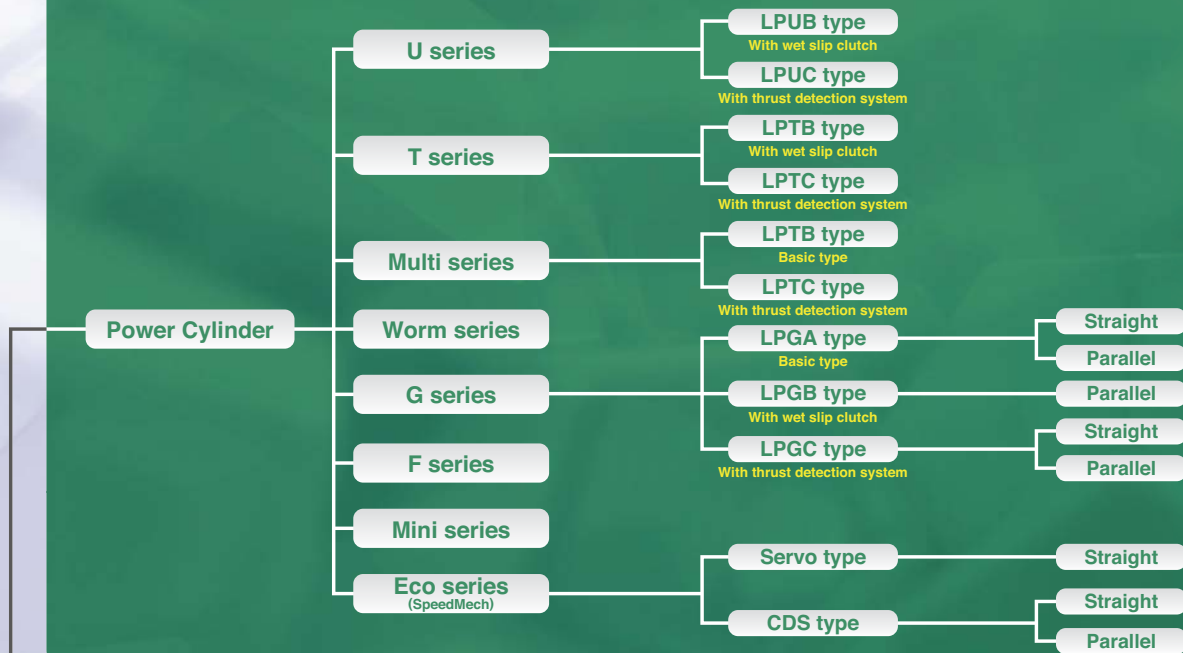 Power Cylinder
U series
LPUB type
With wet slip clutch
LPUC type
With thrust detection system
T series
LPTB type
With wet slip clutch
LPTC type
With thrust detection system
Multi series
LPTB type
Basic type
LPTC type
With thrust detection system
Worm series
G series
LPGA type
Basic type
Straight
Parallel
LPGB type
With wet slip clutch
Parallel
LPGC type
With thrust detection system
Straight
Parallel
F series
Mini series
Eco series
(SpeedMech)
Servo type
Straight
CDS type
Straight
Parallel